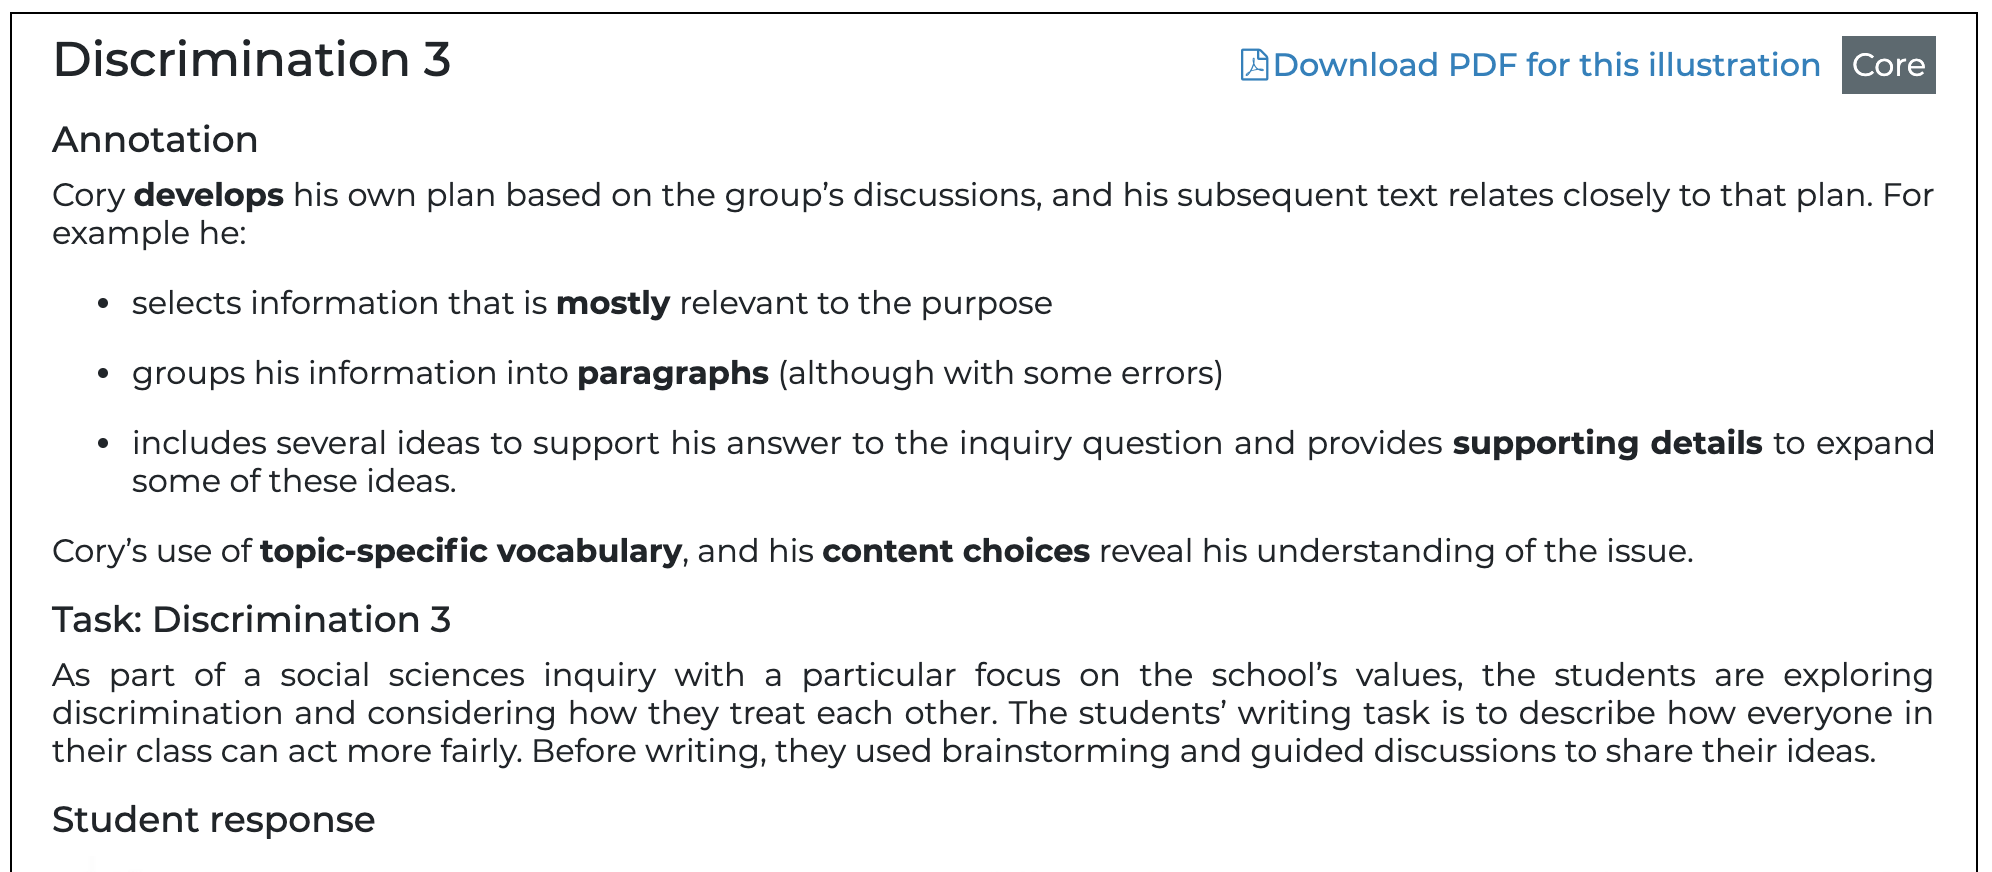 Discrimination 3
Download PDF for this illustration
Core
Annotation
Cory develops his own plan based on the group’s discussions, and his subsequent text relates closely to that plan. For
example he:
• selects information that is mostly relevant to the purpose
• groups his information into paragraphs (although with some errors)
• includes several ideas to support his answer to the inquiry question and provides supporting details to expand
some of these ideas.
Cory’s use of topic-specific vocabulary, and his content choices reveal his understanding of the issue.
Task: Discrimination 3
As part of a social sciences inquiry with a particular focus on the school’s values, the students are exploring
discrimination and considering how they treat each other. The students’ writing task is to describe how everyone in
their class can act more fairly. Before writing, they used brainstorming and guided discussions to share their ideas.
Student response